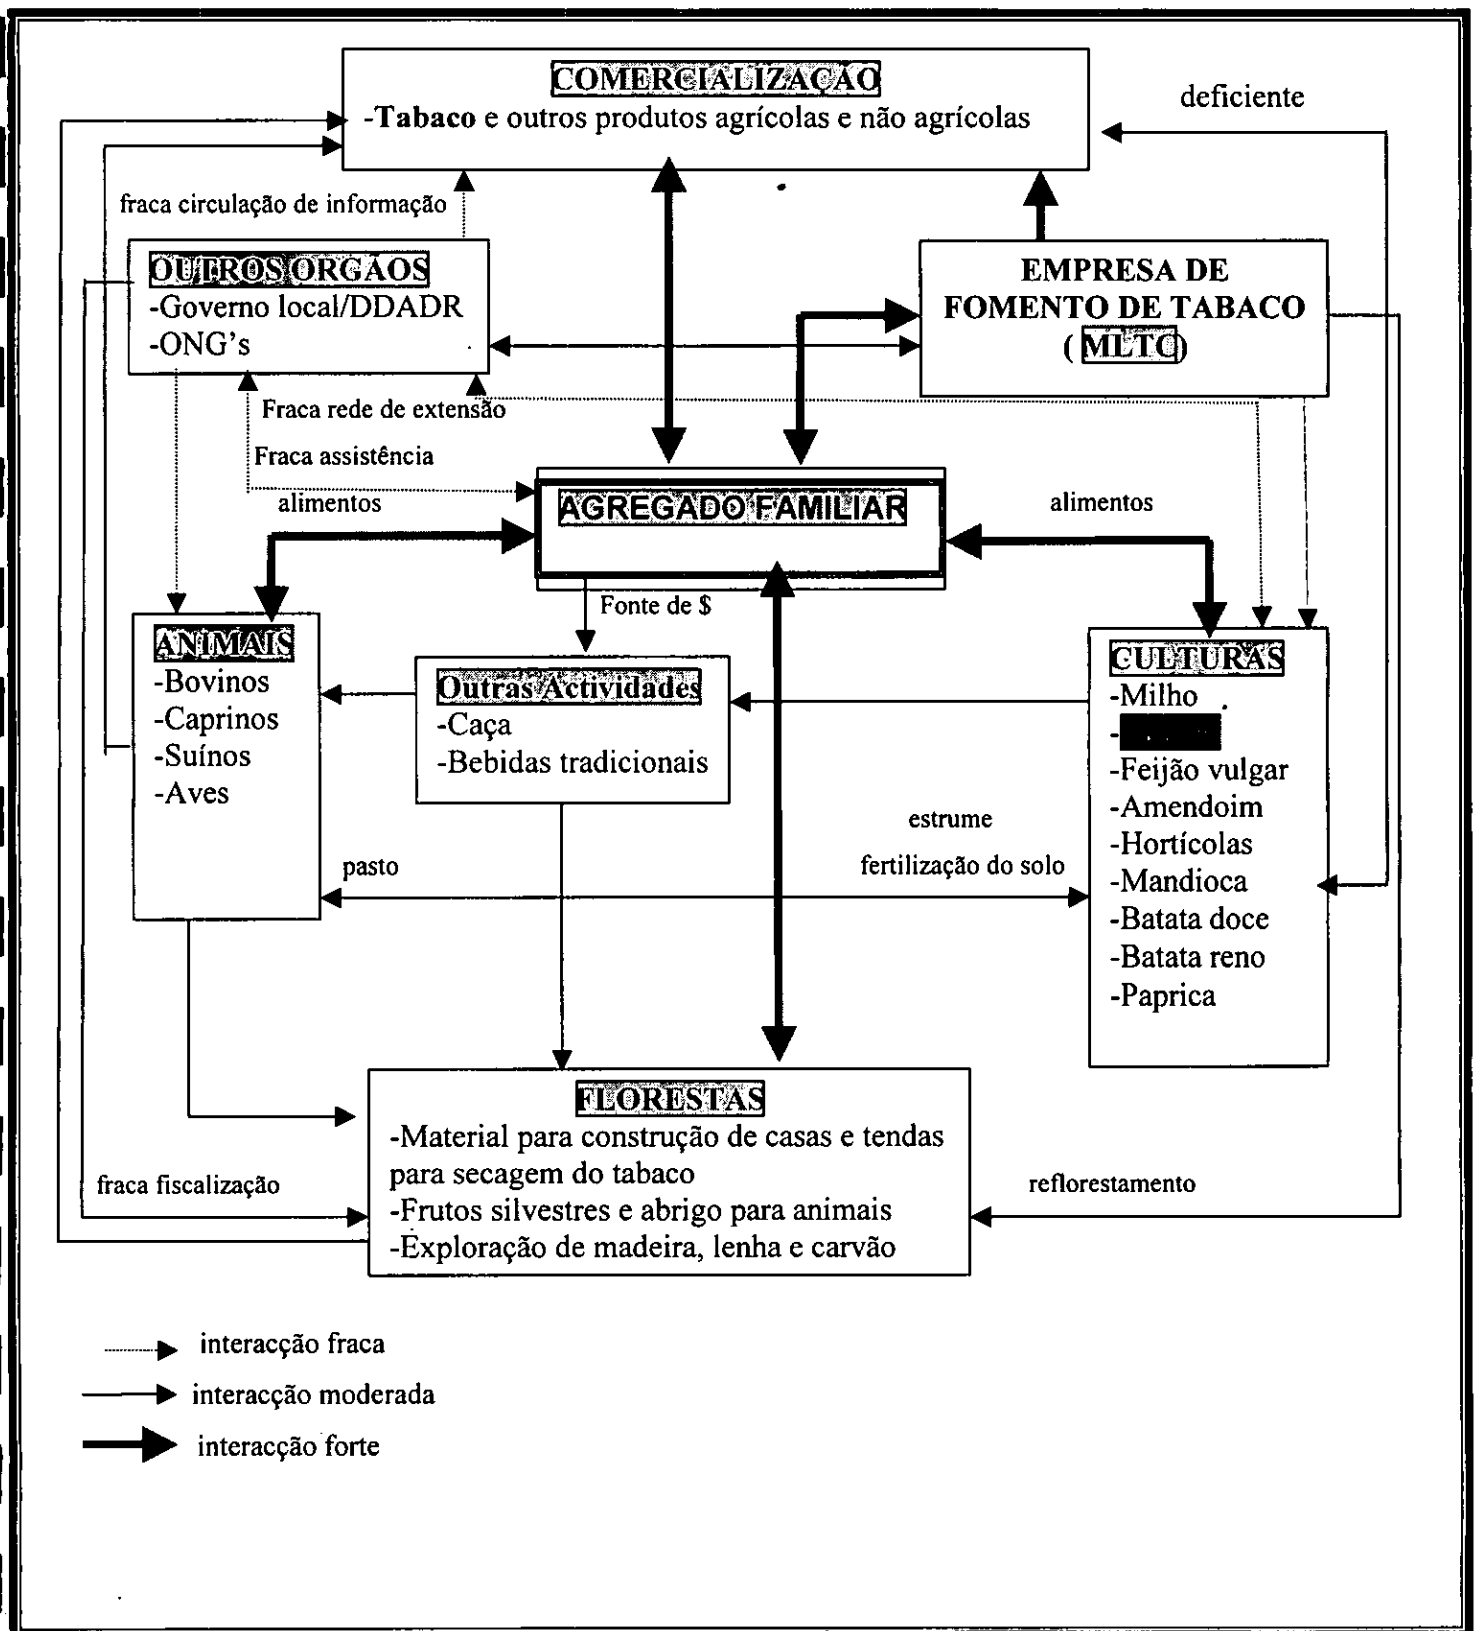 COMERCIALIZAÇÃO
-Tabaco e outros produtos agrícolas e não agrícolas
deficiente
fraca circulação de informação
OUTROS ORGÃOS
-Governo local/DDADR
-ONG's
EMPRESA DE
FOMENTO DE TABACO
( MLTC)
Fraca rede de extensão
Fraca assistência
alimentos
AGREGADO FAMILIAR
alimentos
Fonte de $
ANIMAIS
-Bovinos
-Caprinos
-Suínos
-Aves
Outras Actividades
-Caça
-Bebidas tradicionais
CULTURAS
-Milho
-
-Feijão vulgar
-Amendoim
-Hortícolas
-Mandioca
-Batata doce
-Batata reno
-Paprica
estrume
pasto
fertilização do solo
FLORESTAS
-Material para construção de casas e tendas
para secagem do tabaco
-Frutos silvestres e abrigo para animais
-Exploração de madeira, lenha e carvão
fraca fiscalização
reflorestamento
interacção fraca
interacção moderada
interacção forte